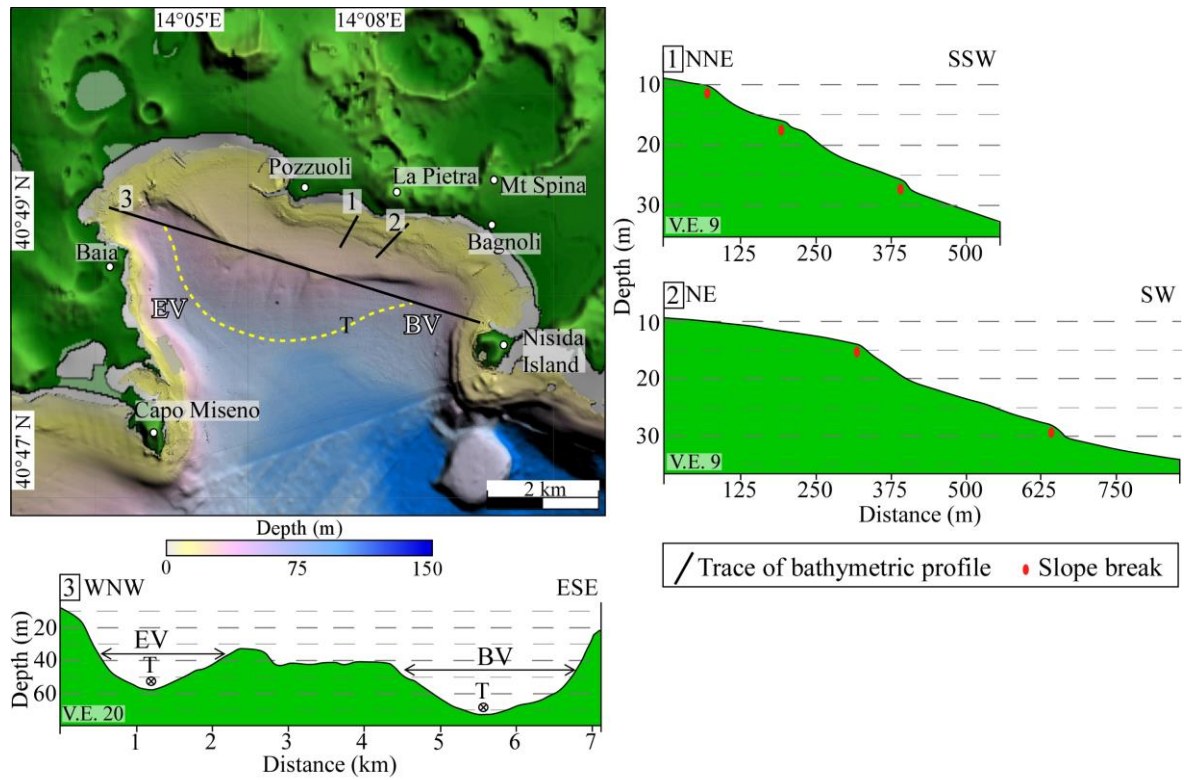 14°05'E 14°08'E
40°49' N
40°47' N
Pozzuoli
La Pietra
Mt Spina
3
1
2
Baia
Bagnoli
EV
T
BV
Nisida
Island
Capo Miseno
2 km
Depth (m)
0 75 150
1 NNE SSW
10
20
30
V.E. 9
125 250 375 500
Depth (m)
2 NE SW
10
20
30
V.E. 9
125 250 375 500 625 750
Distance (m)
Trace of bathymetric profile Slope break
3 WNW ESE
Depth (m)
20
40
60
EV
T
BV
T
V.E. 20
1 2 3 4 5 6 7
Distance (km)